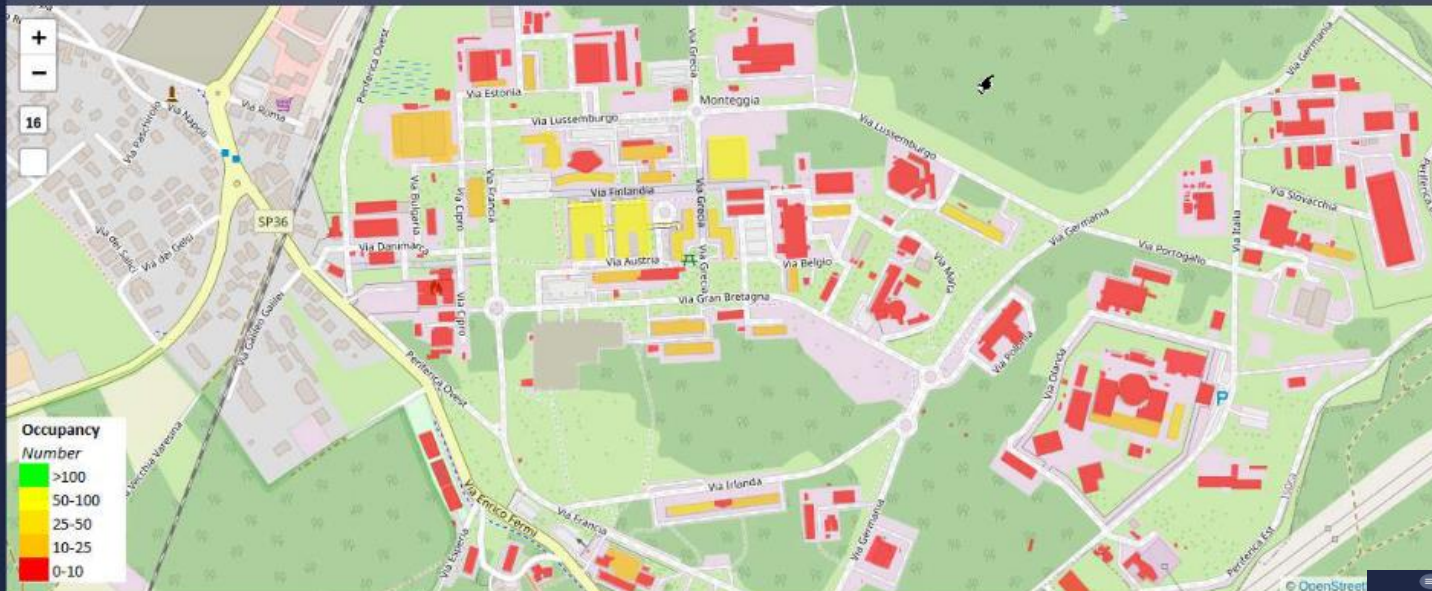 +
−
16
Via Roma
Via Napoli
Via Paschirolo
Via dei Gelsi
Via dei Salici
SP36
Via Galileo Galilei
Vecchia Varesina
Periferica Ovest
Via Estonia
Via Lussemburgo
Via Grecia
Monteggia
Via Lussemburgo
Via Finlandia
Via Bulgaria
Via Cipro
Via Francia
Via Grecia
Via Danimarca
Via Austria
Via Grecia
Via Belgio
Via Malta
Via Cipro
Via Gran Bretagna
Via Germania
Via Germania
Via Slovacchia
Via Italia
Via Portogallo
Periferica
Via Polonia
Via Olanda
Periferica Ovest
Via Irlanda
Via Enrico Fermi
Via Francia
Via Esperia
Via Germania
Periferica Est
P
Occupancy
Number
>100
50-100
25-50
10-25
0-10
© OpenStreet